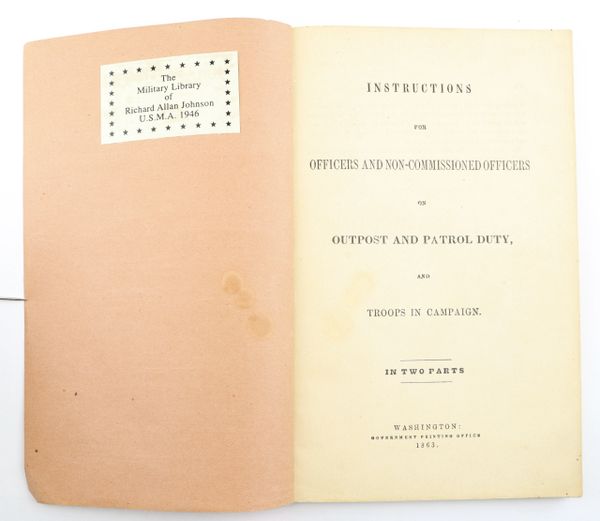 The
Military Library
of
Richard Allan Johnson
U.S.M.A. 1946
INSTRUCTIONS
FOR
OFFICERS AND NON-COMMISSIONED OFFICERS
ON
OUTPOST AND PATROL DUTY,
AND
TROOPS IN CAMPAIGN.
IN TWO PARTS
WASHINGTON:
GOVERNMENT PRINTING OFFICE
1863.